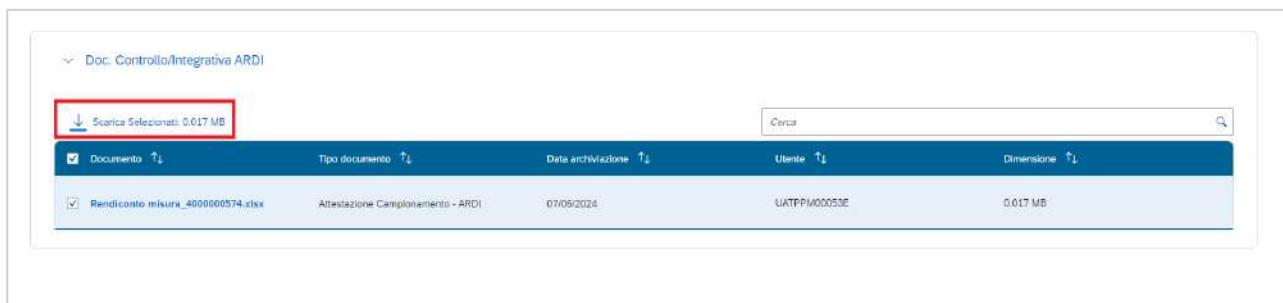 Doc. Controllo/Integrativa ARDI
Scarica Selezionati: 0.017 MB
Cerca
Documento Tipo documento Data archiviazione Utente Dimensione
Rendiconto misura_4000000574.xlsx Attestazione Campionamento - ARDI 07/06/2024 UATPPM00053E 0.017 MB